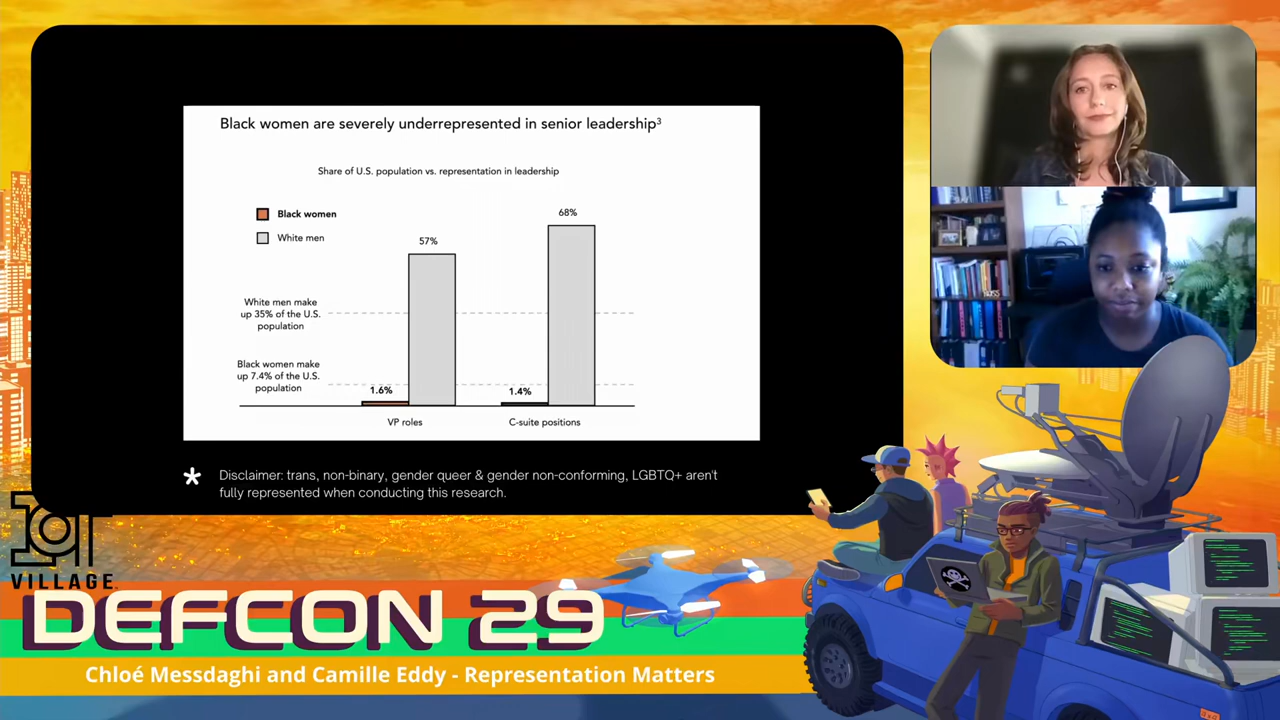 Black women are severely underrepresented in senior leadership³
Share of U.S. population vs. representation in leadership
Black women
White men
68%
57%
White men make
up 35% of the U.S.
population
Black women make
up 7.4% of the U.S.
population
1.6%
1.4%
VP roles
C-suite positions
* Disclaimer: trans, non-binary, gender queer & gender non-conforming, LGBTQ+ aren't
fully represented when conducting this research.
IOT
VILLAGE
DEFCON 29
Chloé Messdaghi and Camille Eddy - Representation Matters